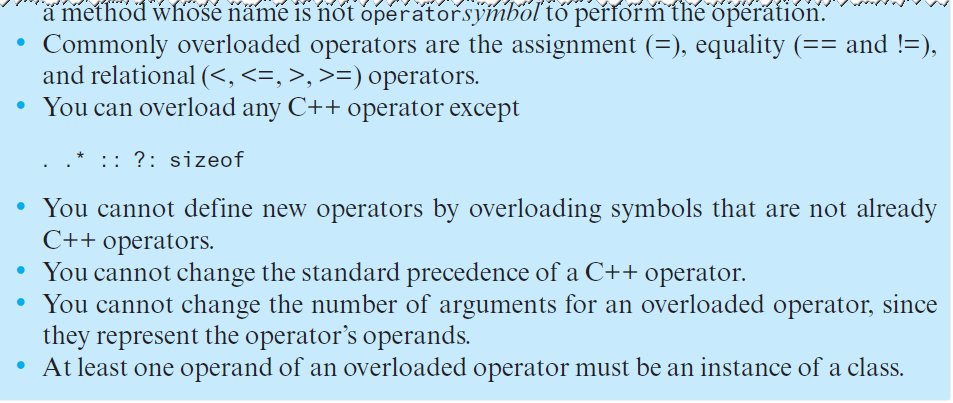 a method whose name is not operatorsymbol to perform the operation.
• Commonly overloaded operators are the assignment (=), equality (== and !=),
and relational (<, <=, >, >=) operators.
• You can overload any C++ operator except
. .* :: ?: sizeof
• You cannot define new operators by overloading symbols that are not already
C++ operators.
• You cannot change the standard precedence of a C++ operator.
• You cannot change the number of arguments for an overloaded operator, since
they represent the operator’s operands.
• At least one operand of an overloaded operator must be an instance of a class.